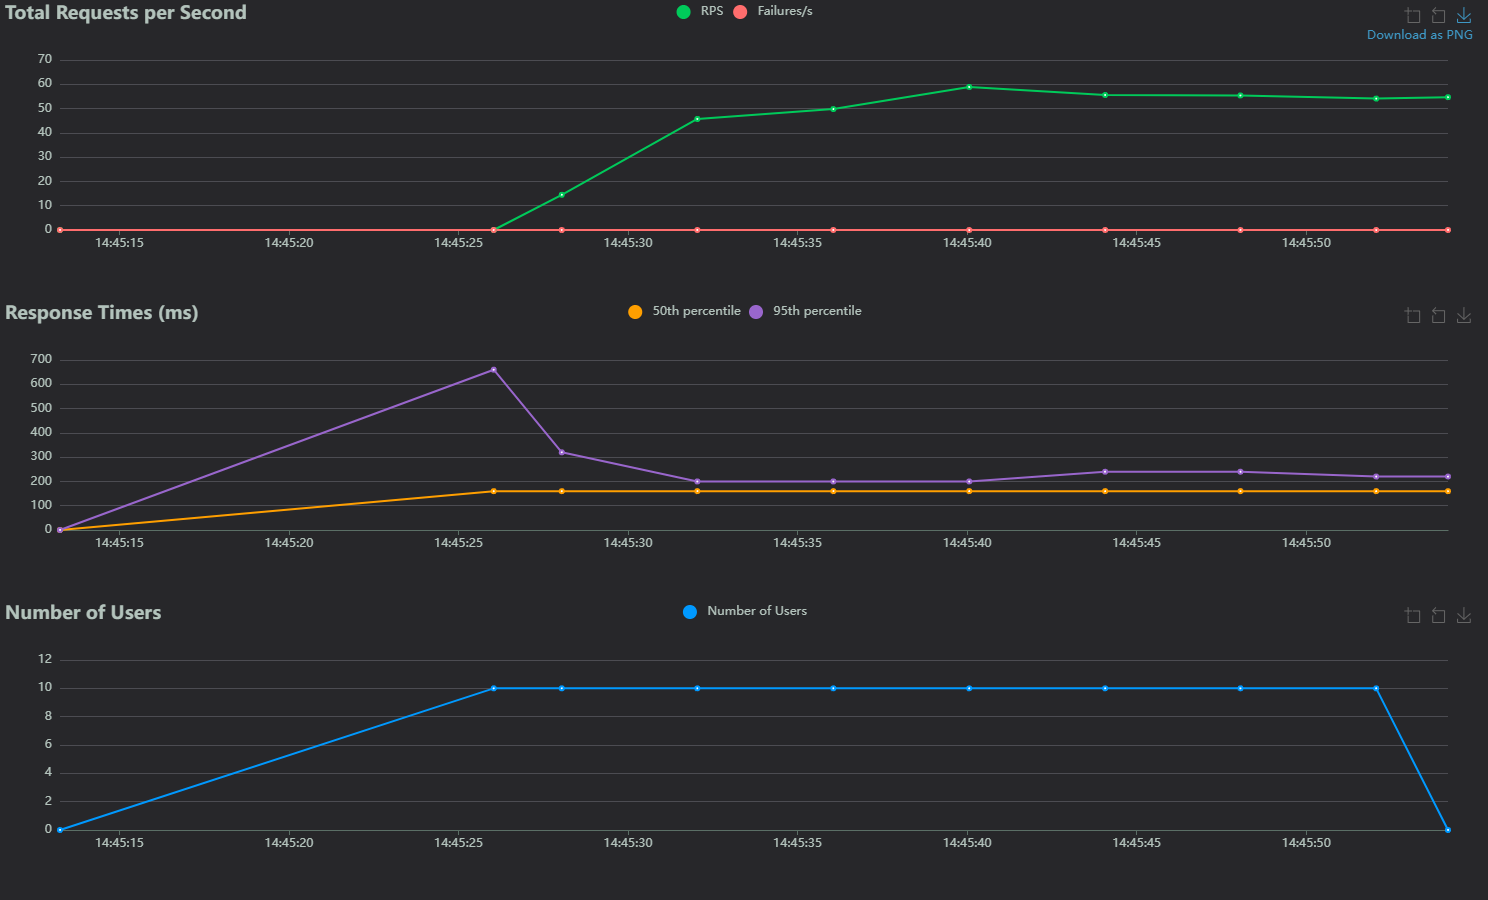 Total Requests per Second
RPS Failures/s
Download as PNG
70
60
50
40
30
20
10
0
14:45:15 14:45:20 14:45:25 14:45:30 14:45:35 14:45:40 14:45:45 14:45:50
Response Times (ms)
50th percentile 95th percentile
700
600
500
400
300
200
100
0
14:45:15 14:45:20 14:45:25 14:45:30 14:45:35 14:45:40 14:45:45 14:45:50
Number of Users
Number of Users
12
10
8
6
4
2
0
14:45:15 14:45:20 14:45:25 14:45:30 14:45:35 14:45:40 14:45:45 14:45:50